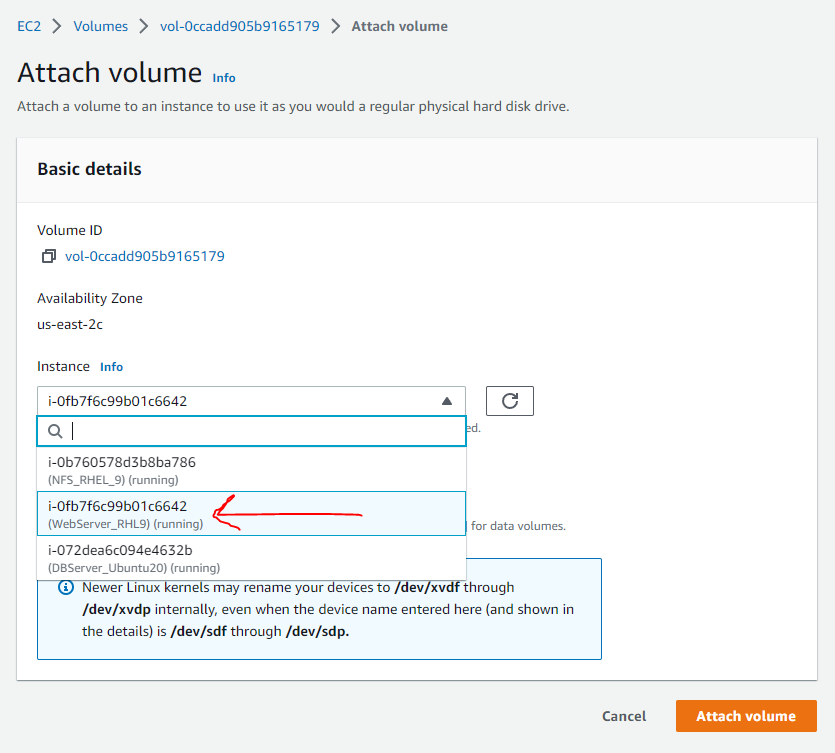 EC2 > Volumes > vol-0ccadd905b9165179 > Attach volume
Attach volume Info
Attach a volume to an instance to use it as you would a regular physical hard disk drive.
Basic details
Volume ID
vol-0ccadd905b9165179
Availability Zone
us-east-2c
Instance Info
i-0fb7f6c99b01c6642
ed.
i-0b760578d3b8ba786
(NFS_RHEL_9) (running)
i-0fb7f6c99b01c6642
(WebServer_RHL9) (running)
for data volumes.
i-072dea6c094e4632b
(DBServer_Ubuntu20) (running)
Newer Linux kernels may rename your devices to /dev/xvdf through
/dev/xvdp internally, even when the device name entered here (and shown in
the details) is /dev/sdf through /dev/sdp.
Cancel Attach volume